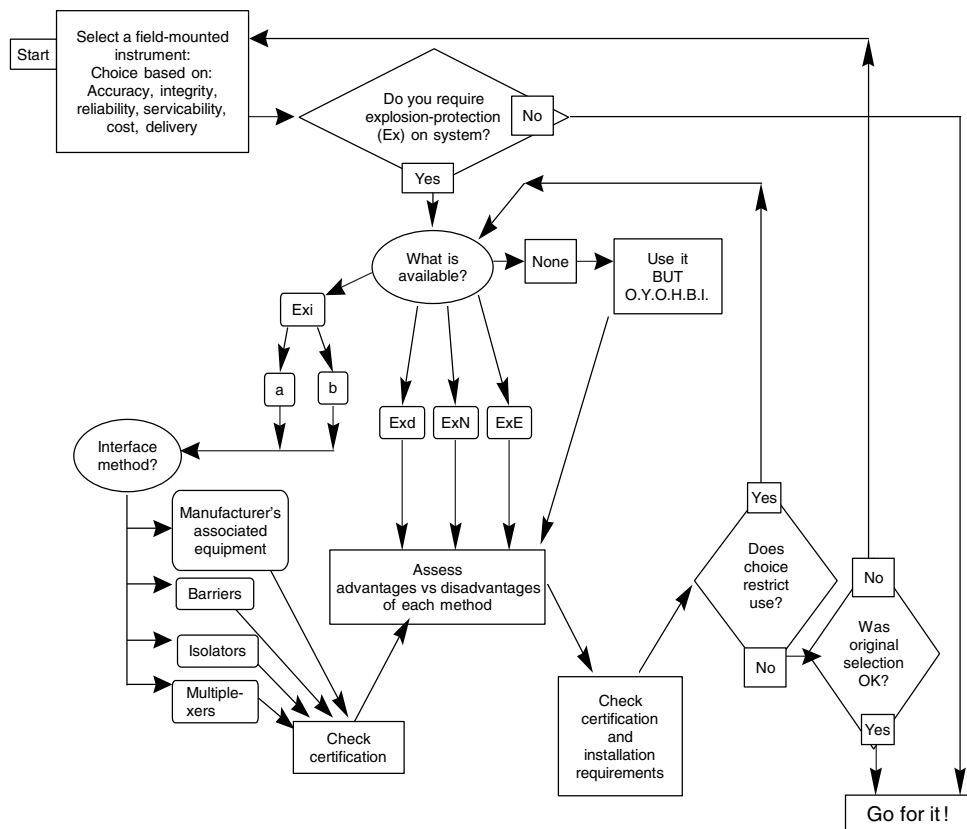 Start
Select a field-mounted
instrument:
Choice based on:
Accuracy, integrity,
reliability, servicability,
cost, delivery
Do you require
explosion-protection
(Ex) on system?
No
Yes
What is
available?
None
Use it
BUT
O.Y.O.H.B.I.
Exi
a
b
Exd
ExN
ExE
Interface
method?
Manufacturer's
associated
equipment
Barriers
Isolators
Multiple-
xers
Check
certification
Assess
advantages vs disadvantages
of each method
Check
certification
and
installation
requirements
Yes
Does
choice
restrict
use?
No
No
Was
original
selection
OK?
Yes
Go for it!